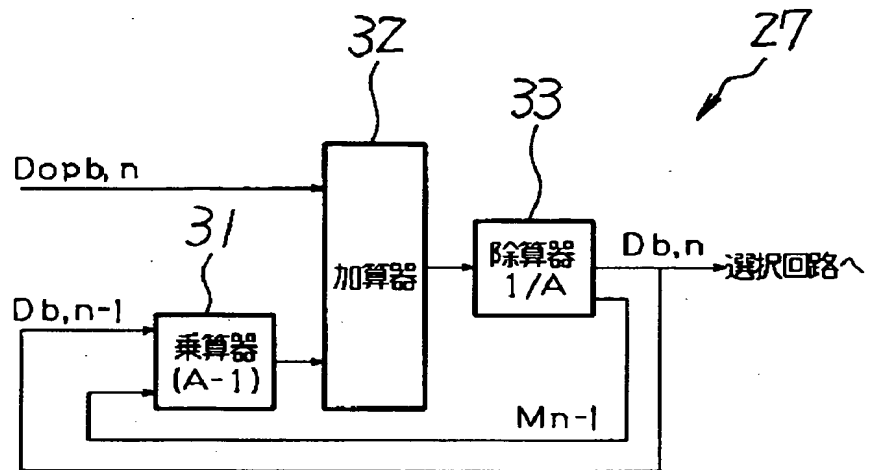 32
27
33
Dopb,n
31
加算器
除算器
1/A
Db,n
選択回路へ
Db,n-1
乗算器
(A-1)
Mn-1